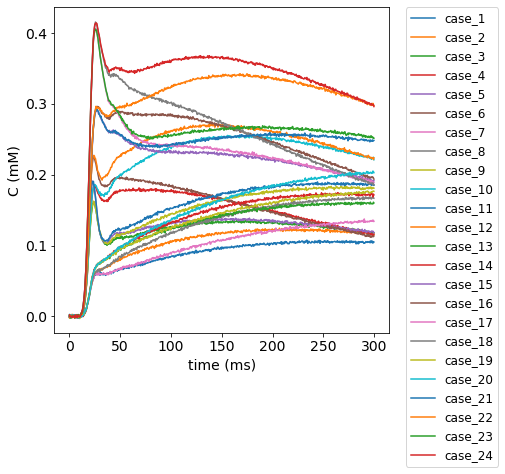 C (mM)
0.4
0.3
0.2
0.1
0.0
0 50 100 150 200 250 300
time (ms)
case_1
case_2
case_3
case_4
case_5
case_6
case_7
case_8
case_9
case_10
case_11
case_12
case_13
case_14
case_15
case_16
case_17
case_18
case_19
case_20
case_21
case_22
case_23
case_24